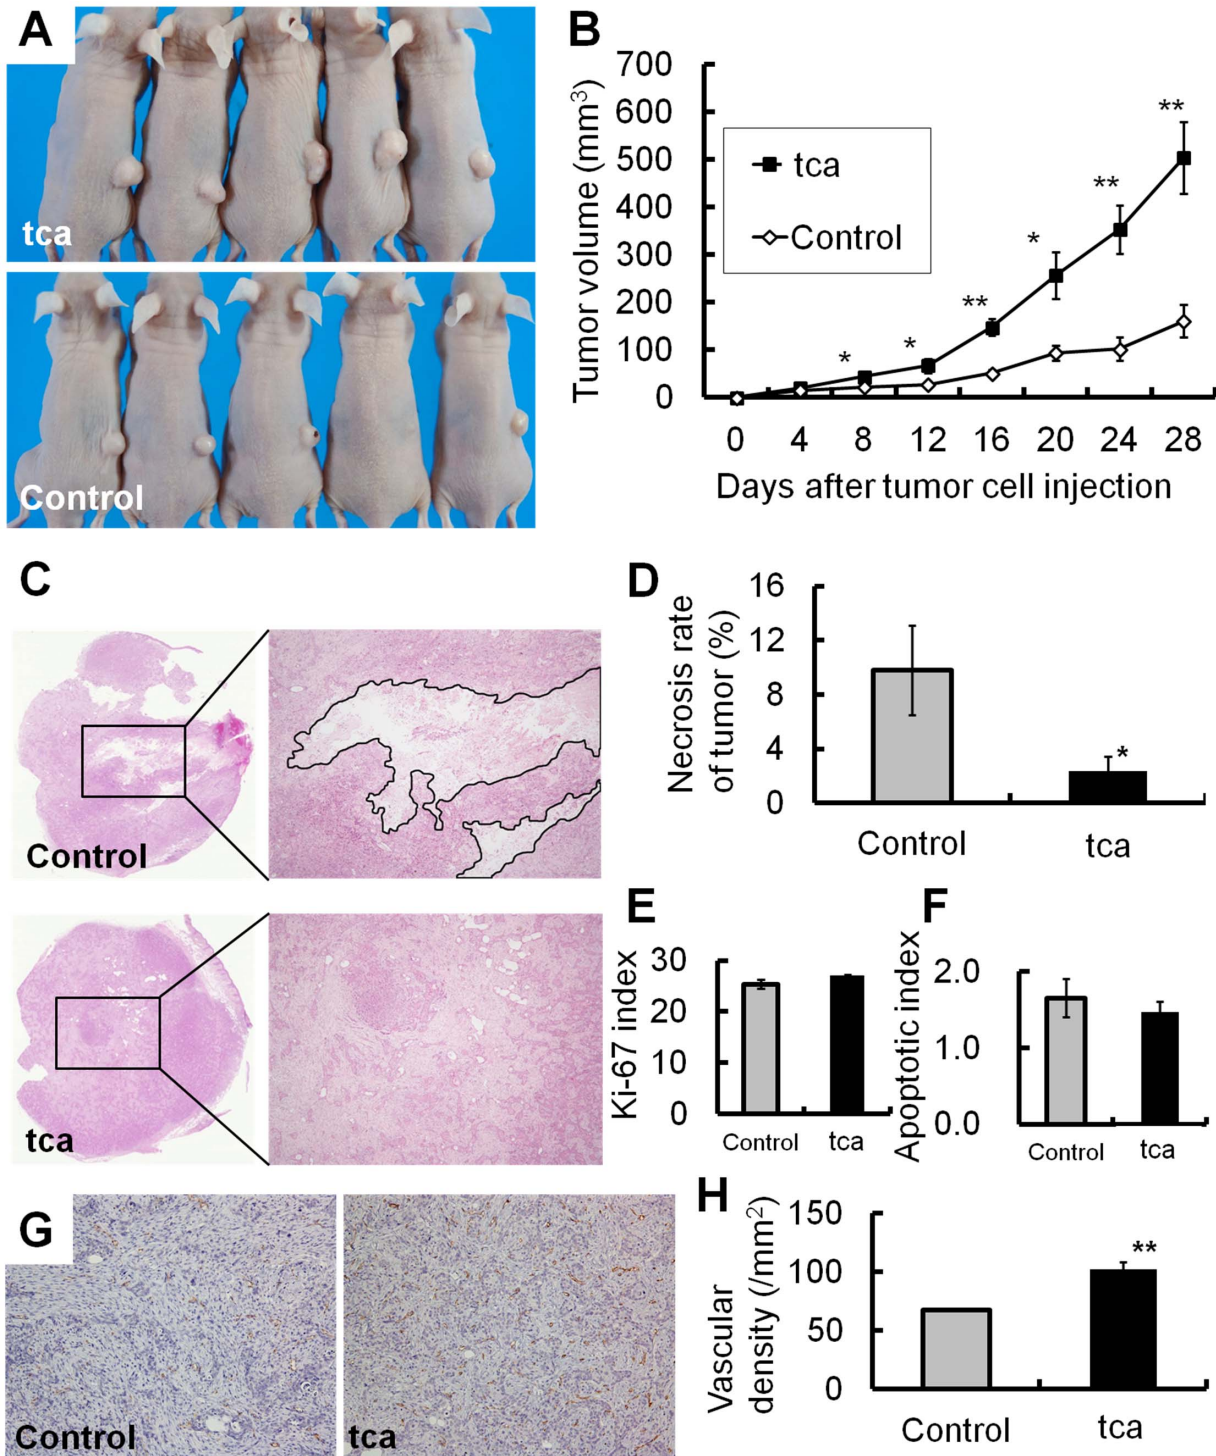 A
tca
Control
B
Tumor volume (mm³)
700
600
500
400
300
200
100
0
tca
Control
*
*
**
*
**
**
0 4 8 12 16 20 24 28
Days after tumor cell injection
C
Control
tca
D
Necrosis rate
of tumor (%)
16
12
8
4
0
*
Control tca
E
Ki-67 index
30
20
10
0
Control tca
F
Apoptotic index
2.0
1.0
0.0
Control tca
G
Control
tca
H
Vascular
density (/mm²)
150
100
50
0
**
Control tca